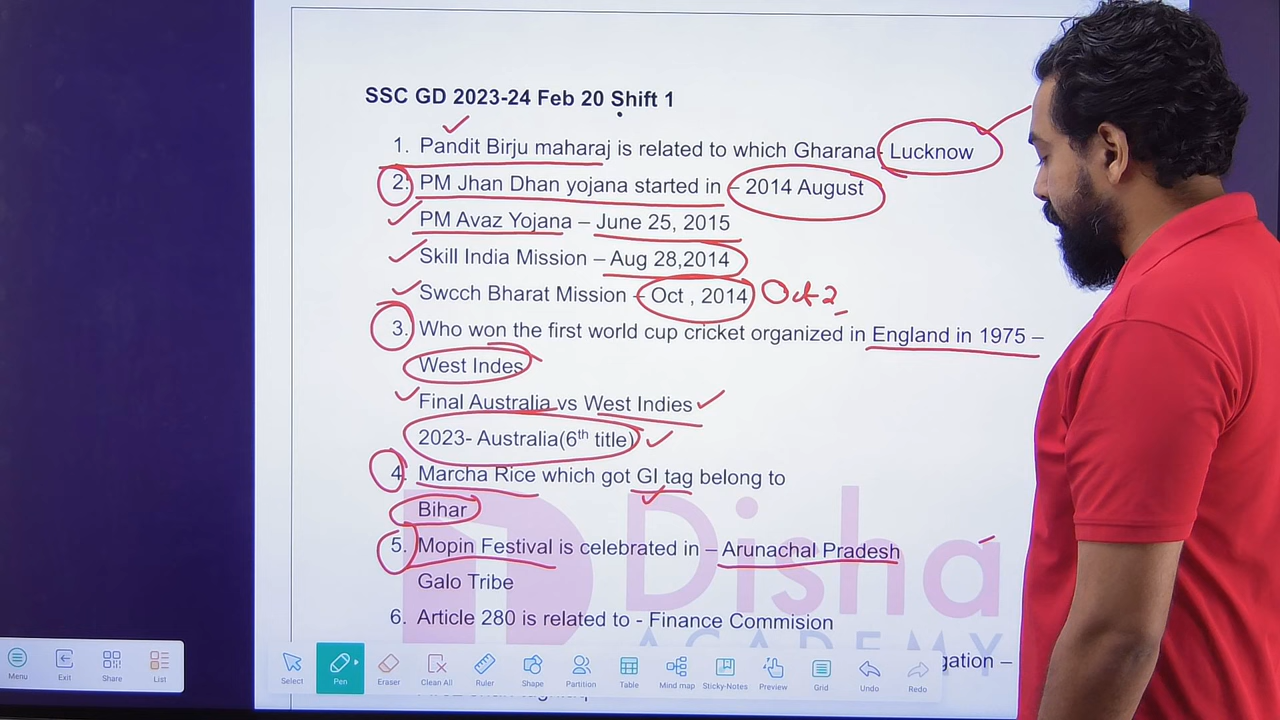 SSC GD 2023-24 Feb 20 Shift 1
1. Pandit Birju maharaj is related to which Gharana- Lucknow
2. PM Jhan Dhan yojana started in – 2014 August
PM Avaz Yojana – June 25, 2015
Skill India Mission – Aug 28,2014
Swcch Bharat Mission – Oct , 2014 Oct 2
3. Who won the first world cup cricket organized in England in 1975 –
West Indes
Final Australia vs West Indies
2023- Australia(6th title)
4. Marcha Rice which got GI tag belong to
Bihar
5. Mopin Festival is celebrated in – Arunachal Pradesh
Galo Tribe
6. Article 280 is related to - Finance Commision
gation –
Disha
ACADEMY
Menu Exit Share List
Select Pen Eraser Clean All Ruler Shape Partition Table Mind map Sticky-Notes Preview Grid Undo Redo